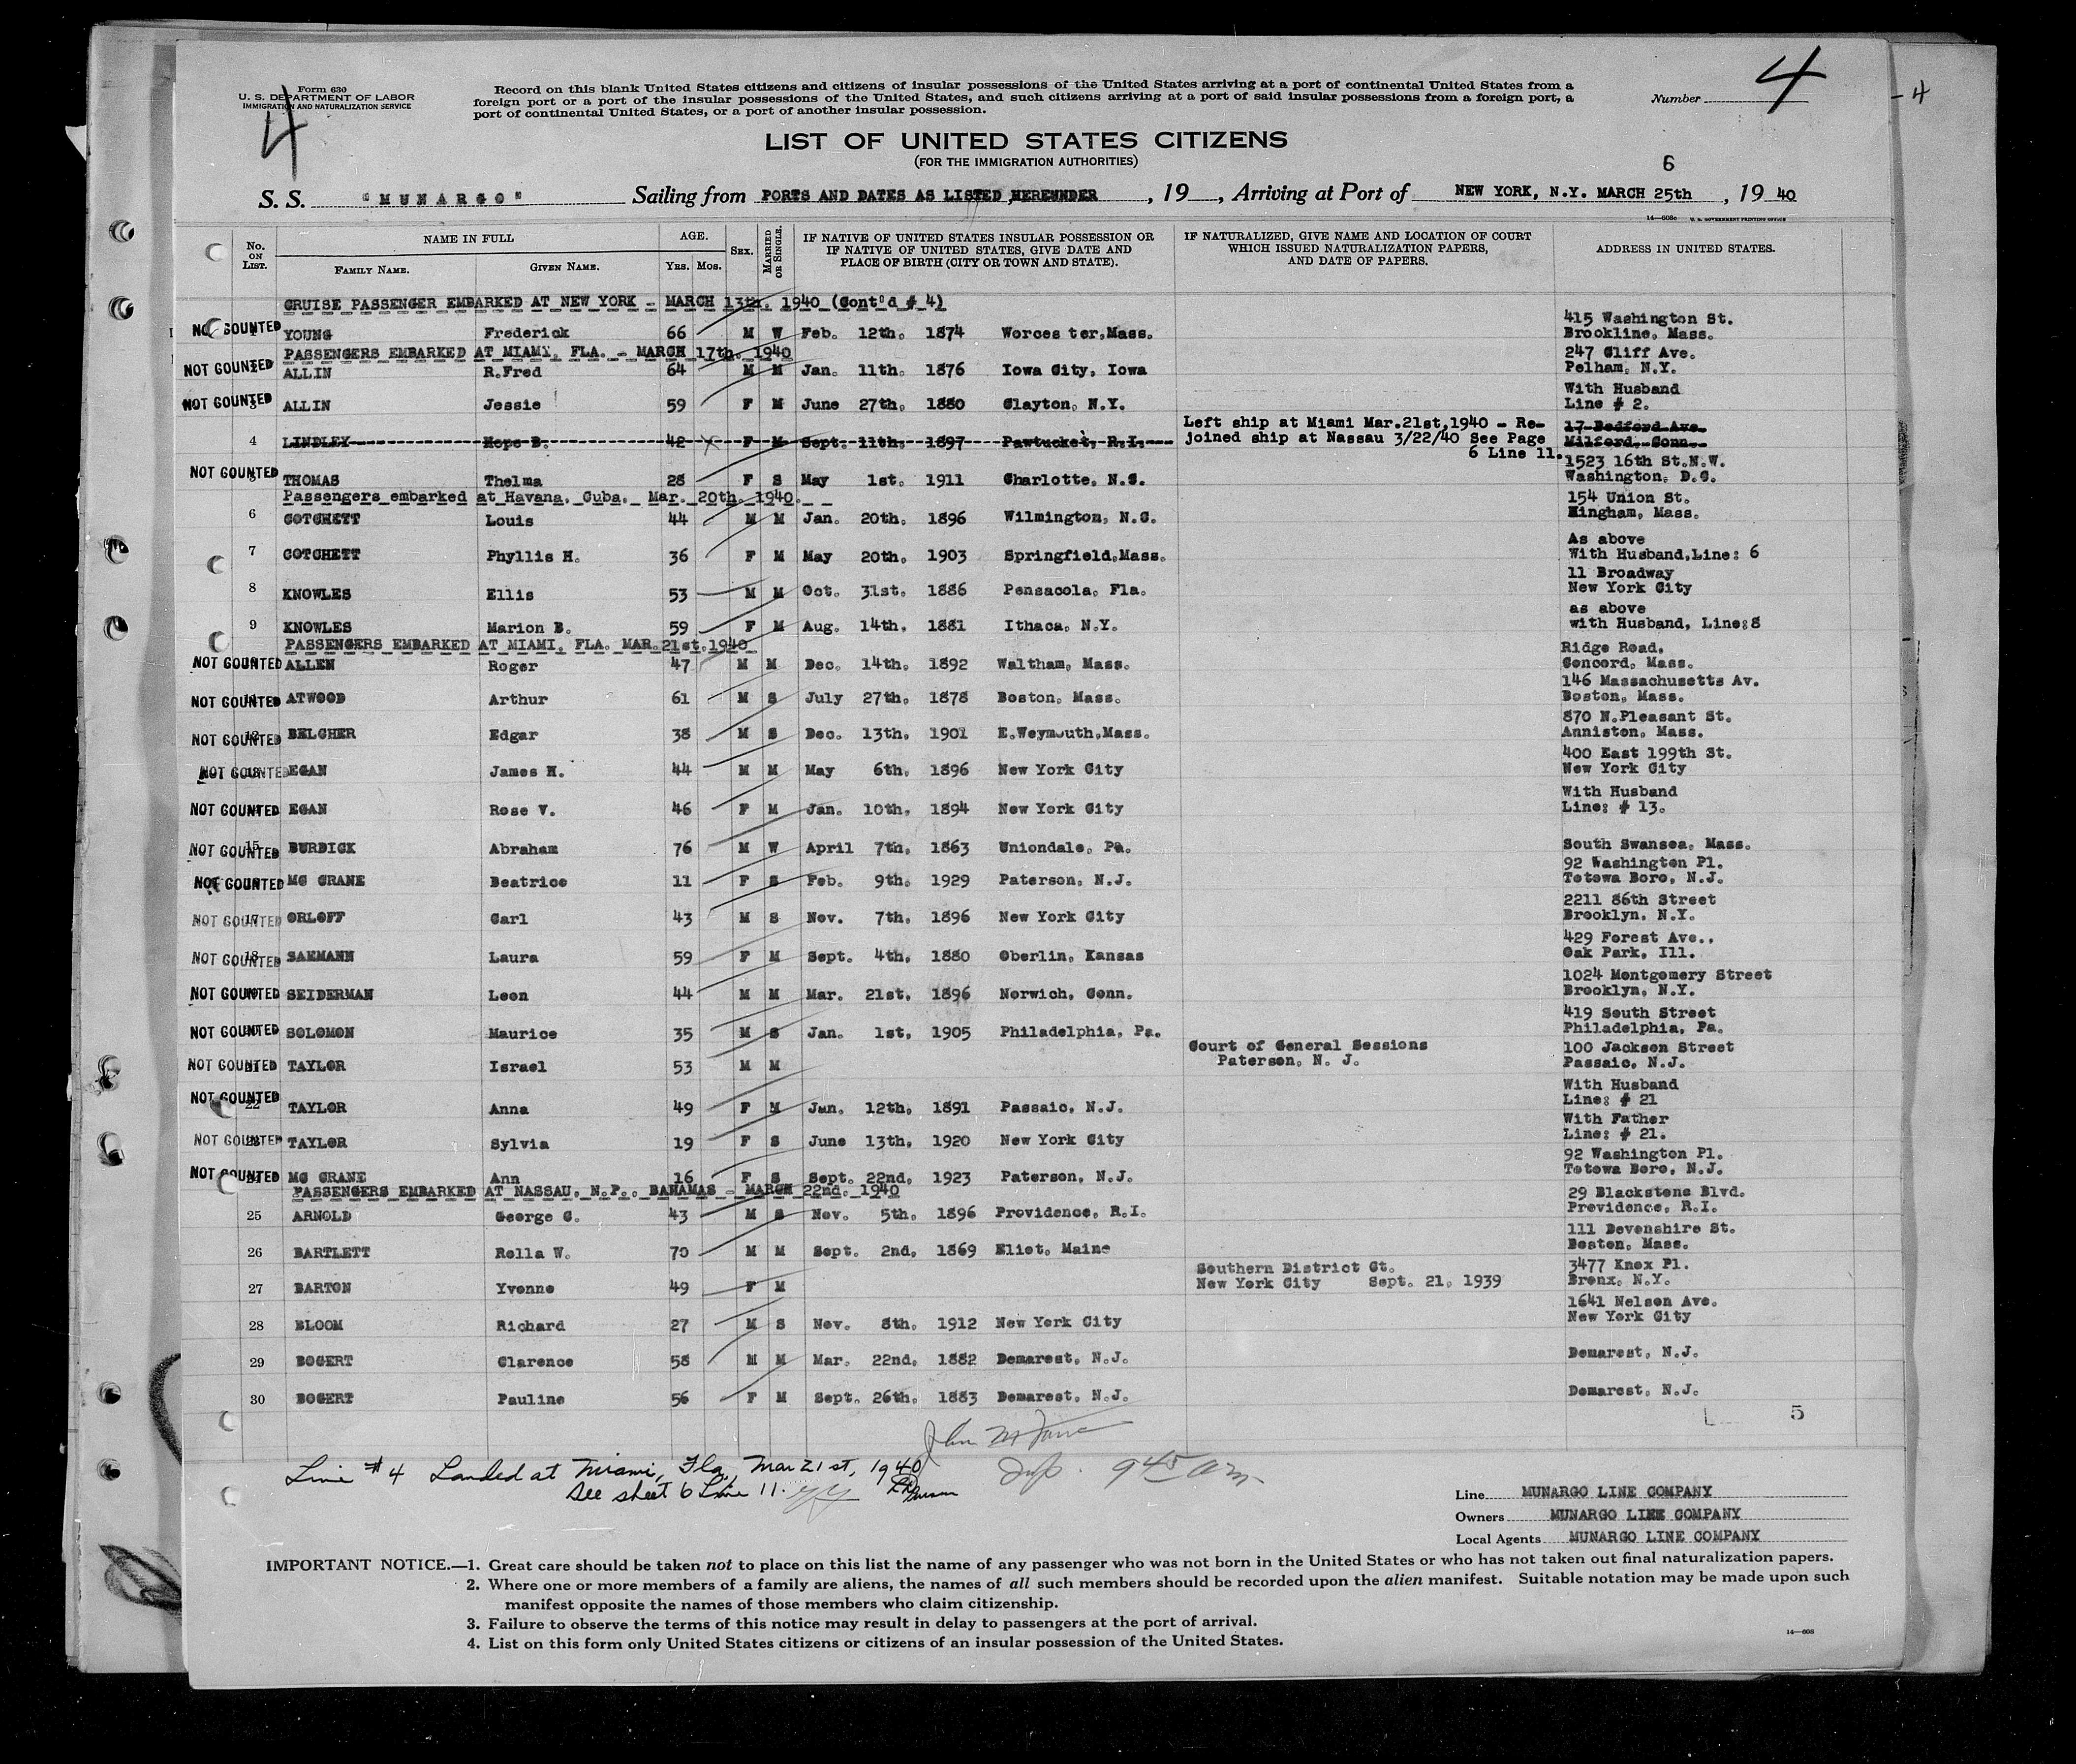 4
4
- 4
Form 630
U. S. DEPARTMENT OF LABOR
IMMIGRATION AND NATURALIZATION SERVICE
Record on this blank United States citizens and citizens of insular possessions of the United States arriving at a port of continental United States from a
foreign port or a port of the insular possessions of the United States, and such citizens arriving at a port of said insular possessions from a foreign port, a
port of continental United States, or a port of another insular possession.
Number
LIST OF UNITED STATES CITIZENS
(FOR THE IMMIGRATION AUTHORITIES)
6
S. S. "MUNARGO" Sailing from PORTS AND DATES AS LISTED HEREUNDER, 19__, Arriving at Port of NEW YORK, N.Y. MARCH 25th, 19 40
14—608c U. S. GOVERNMENT PRINTING OFFICE
No. ON LIST. NAME IN FULL FAMILY NAME. GIVEN NAME. AGE. Yrs. Mos. SEX. MARRIED OR SINGLE. IF NATIVE OF UNITED STATES INSULAR POSSESSION OR IF NATIVE OF UNITED STATES, GIVE DATE AND PLACE OF BIRTH (CITY OR TOWN AND STATE). IF NATURALIZED, GIVE NAME AND LOCATION OF COURT WHICH ISSUED NATURALIZATION PAPERS, AND DATE OF PAPERS. ADDRESS IN UNITED STATES.
CRUISE PASSENGER EMBARKED AT NEW YORK - MARCH 13th. 1940 (Cont'd # 4)
NOT COUNTED YOUNG Frederick 66 M W Feb. 12th, 1874 Worces ter,Mass. 415 Washington St. Brookline, Mass.
PASSENGERS EMBARKED AT MIAMI, FLA. - MARCH 17th. 1940
NOT COUNTED ALLIN R.Fred 64 M M Jan. 11th, 1876 Iowa City, Iowa 247 Cliff Ave. Pelham, N.Y.
NOT COUNTED 3 ALLIN Jessie 59 F M June 27th, 1880 Clayton, N.Y. With Husband Line # 2.
4 LINDLEY Hope B. 42 F M Sept. 11th, 1897 Pawtucket, R.I. Left ship at Miami Mar.21st,1940 - Re- joined ship at Nassau 3/22/40 See Page 6 Line 11. 17 Bedford Ave. Milford, Conn.
NOT COUNTED 5 THOMAS Thelma 28 F S May 1st, 1911 Charlotte, N.C. 1523 16th St.N.W. Washington, D.C.
Passengers embarked at Havana, Cuba, Mar. 20th. 1940.
6 COTCHETT Louis 44 M M Jan. 20th, 1896 Wilmington, N.C. 154 Union St. Hingham, Mass.
7 COTCHETT Phyllis H. 36 F M May 20th, 1903 Springfield,Mass. As above With Husband,Line: 6
8 KNOWLES Ellis 53 M M Oct. 31st, 1886 Pensacola, Fla. 11 Broadway New York City
9 KNOWLES Marion B. 59 F M Aug. 14th, 1881 Ithaca, N.Y. as above with Husband, Line:8
PASSENGERS EMBARKED AT MIAMI, FLA. MAR.21st.1940
NOT COUNTED 10 ALLEN Roger 47 M M Dec. 14th, 1892 Waltham, Mass. Ridge Road, Concord, Mass.
NOT COUNTED 11 ATWOOD Arthur 61 M S July 27th, 1878 Boston, Mass. 146 Massachusetts Av. Boston, Mass.
NOT COUNTED 12 BELCHER Edgar 38 M S Dec. 13th, 1901 E.Weymouth,Mass. 870 N.Pleasant St. Anniston, Mass.
NOT COUNTED 13 EGAN James H. 44 M M May 6th, 1896 New York City 400 East 199th St. New York City
NOT COUNTED 14 EGAN Rose V. 46 F M Jan. 10th, 1894 New York City With Husband Line: # 13.
NOT COUNTED 15 BURDICK Abraham 76 M W April 7th, 1863 Uniondale, Pa. South Swansea, Mass.
NOT COUNTED MC CRANE Beatrice 11 F S Feb. 9th, 1929 Paterson, N.J. 92 Washington Pl. Totowa Boro, N.J.
NOT COUNTED 17 ORLOFF Carl 43 M S Nov. 7th, 1896 New York City 2211 86th Street Brooklyn, N.Y.
NOT COUNTED 18 SAEMANN Laura 59 F M Sept. 4th, 1880 Oberlin, Kansas 429 Forest Ave., Oak Park, Ill.
NOT COUNTED 19 SEIDERMAN Leon 44 M M Mar. 21st, 1896 Norwich, Conn. 1024 Montgomery Street Brooklyn, N.Y.
NOT COUNTED 20 SOLOMON Maurice 35 M S Jan. 1st, 1905 Philadelphia, Pa. 419 South Street Philadelphia, Pa.
NOT COUNTED 21 TAYLOR Israel 53 M M Court of General Sessions Paterson, N. J. 100 Jackson Street Passaic, N.J.
NOT COUNTED 22 TAYLOR Anna 49 F M Jan. 12th, 1891 Passaic, N.J. With Husband Line: # 21
NOT COUNTED 23 TAYLOR Sylvia 19 F S June 13th, 1920 New York City With Father Line: # 21.
NOT COUNTED 24 MC CRANE Ann 16 F S Sept. 22nd, 1923 Paterson, N.J. 92 Washington Pl. Totowa Boro, N.J.
PASSENGERS EMBARKED AT NASSAU, N.P., BAHAMAS - MARCH 22nd. 1940
25 ARNOLD George C. 43 M S Nov. 5th, 1896 Providence, R.I. 29 Blackstone Blvd. Providence, R.I.
26 BARTLETT Rolla W. 70 M M Sept. 2nd, 1869 Eliot, Maine 111 Devonshire St. Boston, Mass.
27 BARTON Yvonne 49 F M Southern District Ct. New York City Sept. 21, 1939 3477 Knox Pl. Bronx, N.Y.
28 BLOOM Richard 27 M S Nov. 8th, 1912 New York City 1641 Nelson Ave. New York City
29 BOGERT Clarence 58 M M Mar. 22nd, 1882 Demarest, N.J. Demarest, N.J.
30 BOGERT Pauline 56 F M Sept. 26th, 1883 Demarest, N.J. Demarest, N.J.
5
Line #4 Landed at Miami, Fla, Mar 21st, 1940
See sheet 6 Line 11.
John
Insp. 9 45 am.
Line MUNARGO LINE COMPANY
Owners MUNARGO LINE COMPANY
Local Agents MUNARGO LINE COMPANY
IMPORTANT NOTICE.—1. Great care should be taken not to place on this list the name of any passenger who was not born in the United States or who has not taken out final naturalization papers.
2. Where one or more members of a family are aliens, the names of all such members should be recorded upon the alien manifest. Suitable notation may be made upon such
manifest opposite the names of those members who claim citizenship.
3. Failure to observe the terms of this notice may result in delay to passengers at the port of arrival.
4. List on this form only United States citizens or citizens of an insular possession of the United States.
14—608